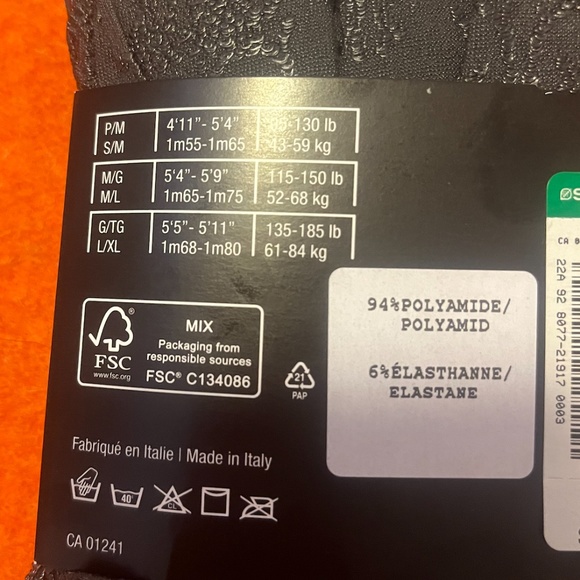 P/M 4'11"- 5'4" 130 lb
S/M 1m55-1m65 43-59 kg
M/G 5'4"- 5'9" 115-150 lb
M/L 1m65-1m75 52-68 kg
G/TG 5'5"- 5'11" 135-185 lb
L/XL 1m68-1m80 61-84 kg
FSC
www.fsc.org
MIX
Packaging from
responsible sources
FSC® C134086
21
PAP
94%POLYAMIDE/
POLYAMID
6%ÉLASTHANNE/
ELASTANE
Fabriqué en Italie | Made in Italy
40°
CL
CA 01241
CA
22A 92 8077-21917 0003